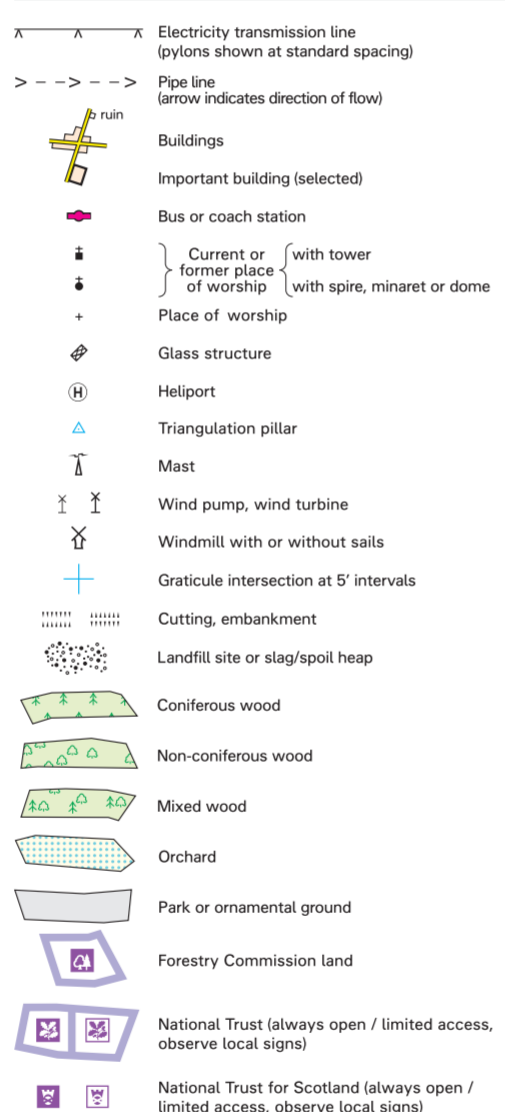 Electricity transmission line
(pylons shown at standard spacing)
Pipe line
(arrow indicates direction of flow)
ruin
Buildings
Important building (selected)
Bus or coach station
Current or
former place
of worship
with tower
with spire, minaret or dome
Place of worship
Glass structure
H
Heliport
Triangulation pillar
Mast
Wind pump, wind turbine
Windmill with or without sails
Graticule intersection at 5' intervals
Cutting, embankment
Landfill site or slag/spoil heap
Coniferous wood
Non-coniferous wood
Mixed wood
Orchard
Park or ornamental ground
Forestry Commission land
National Trust (always open / limited access,
observe local signs)
National Trust for Scotland (always open /
limited access, observe local signs)